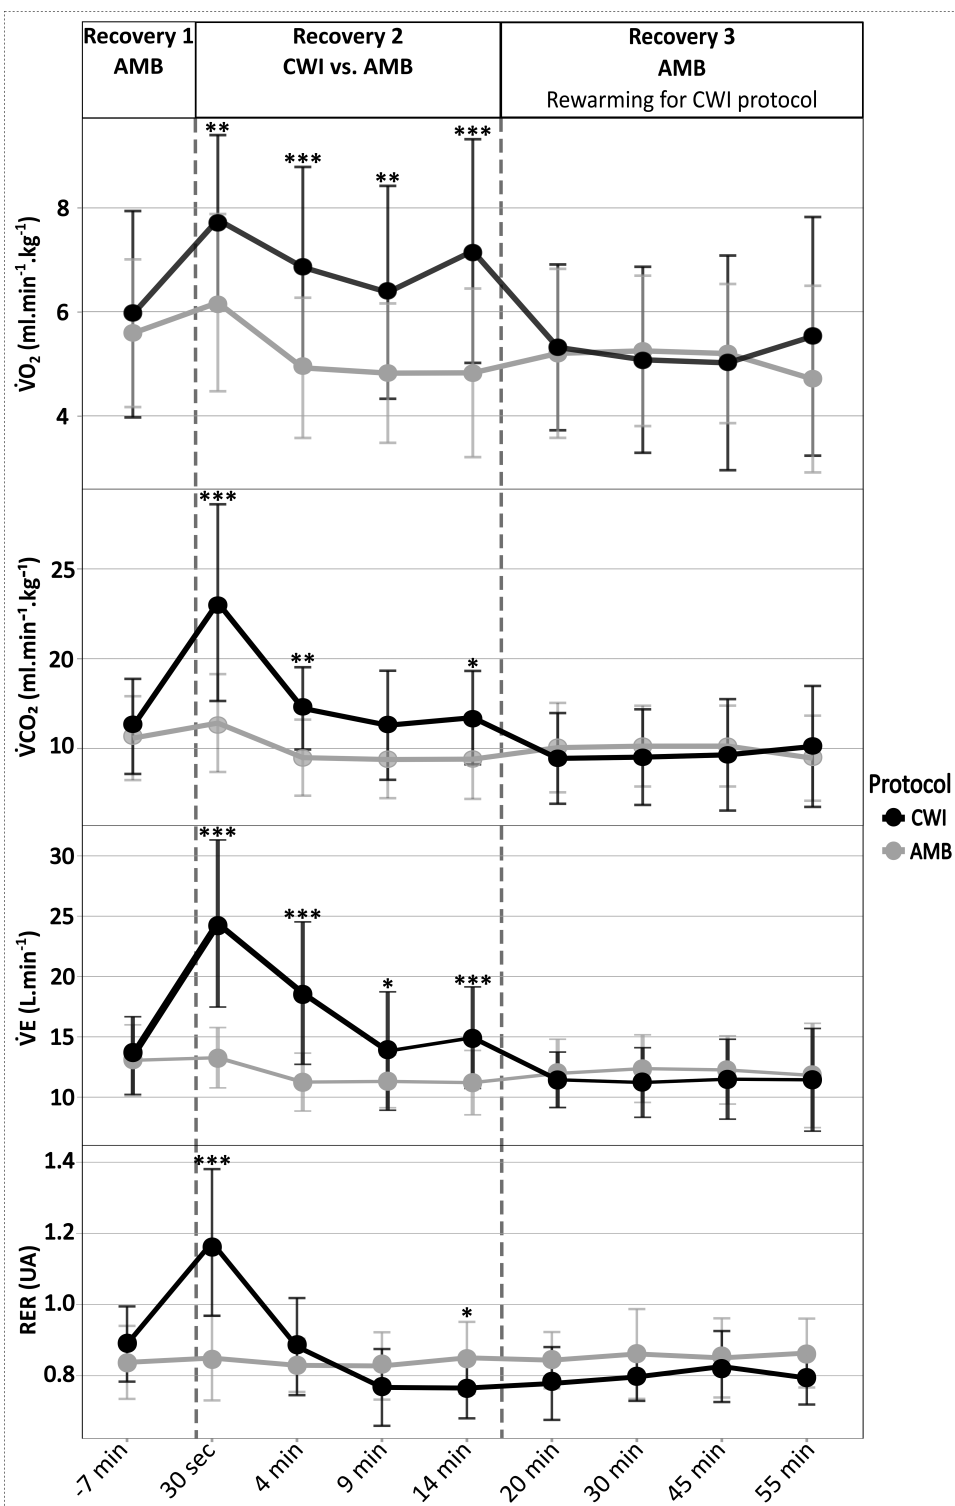 Recovery 1
AMB
Recovery 2
CWI vs. AMB
Recovery 3
AMB
Rewarming for CWI protocol
V̇O₂ (ml.min⁻¹.kg⁻¹)
8
6
4
** *** ** ***
V̇CO₂ (ml.min⁻¹.kg⁻¹)
25
20
10
*** ** *
V̇E (L.min⁻¹)
30
25
20
15
10
*** *** * ***
RER (UA)
1.4
1.2
1.0
0.8
*** *
-7 min
30 sec
4 min
9 min
14 min
20 min
30 min
45 min
55 min
Protocol
CWI
AMB